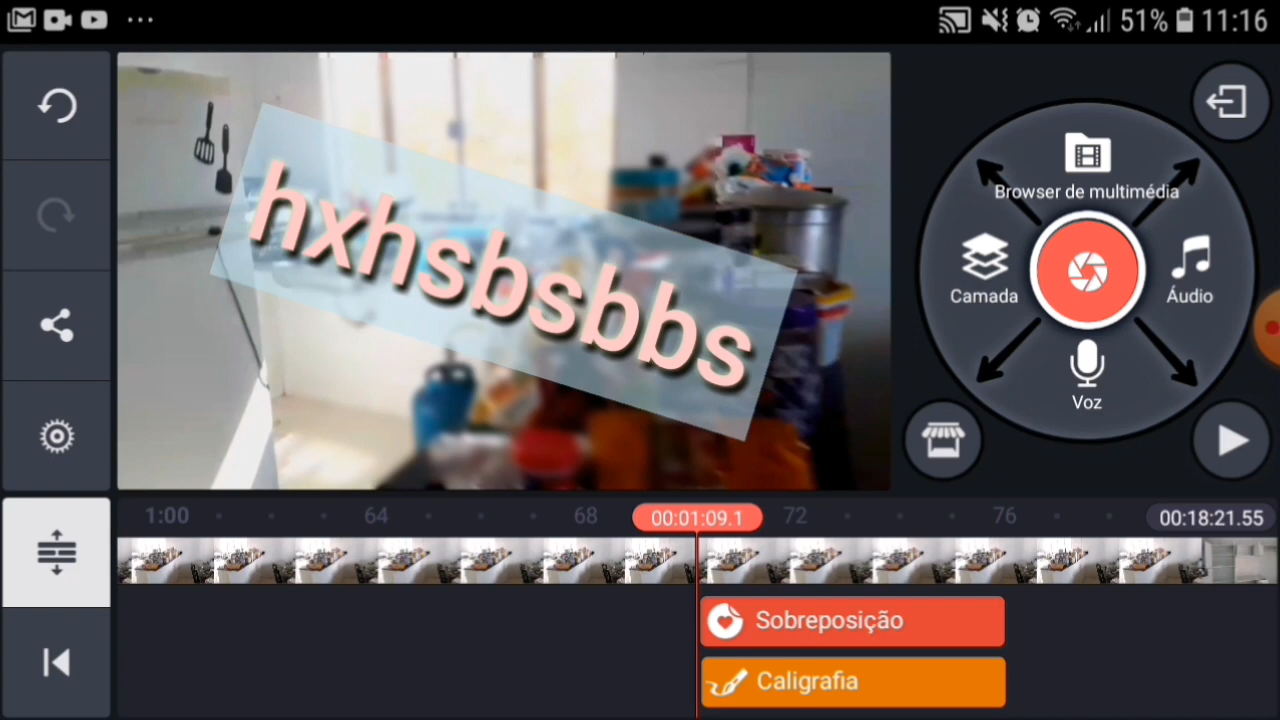 51% 11:16
hxhsbsbbs
Browser de multimédia
Camada
Áudio
Voz
1:00 64 68 00:01:09.1 72 76 00:18:21.55
Sobreposição
Caligrafia